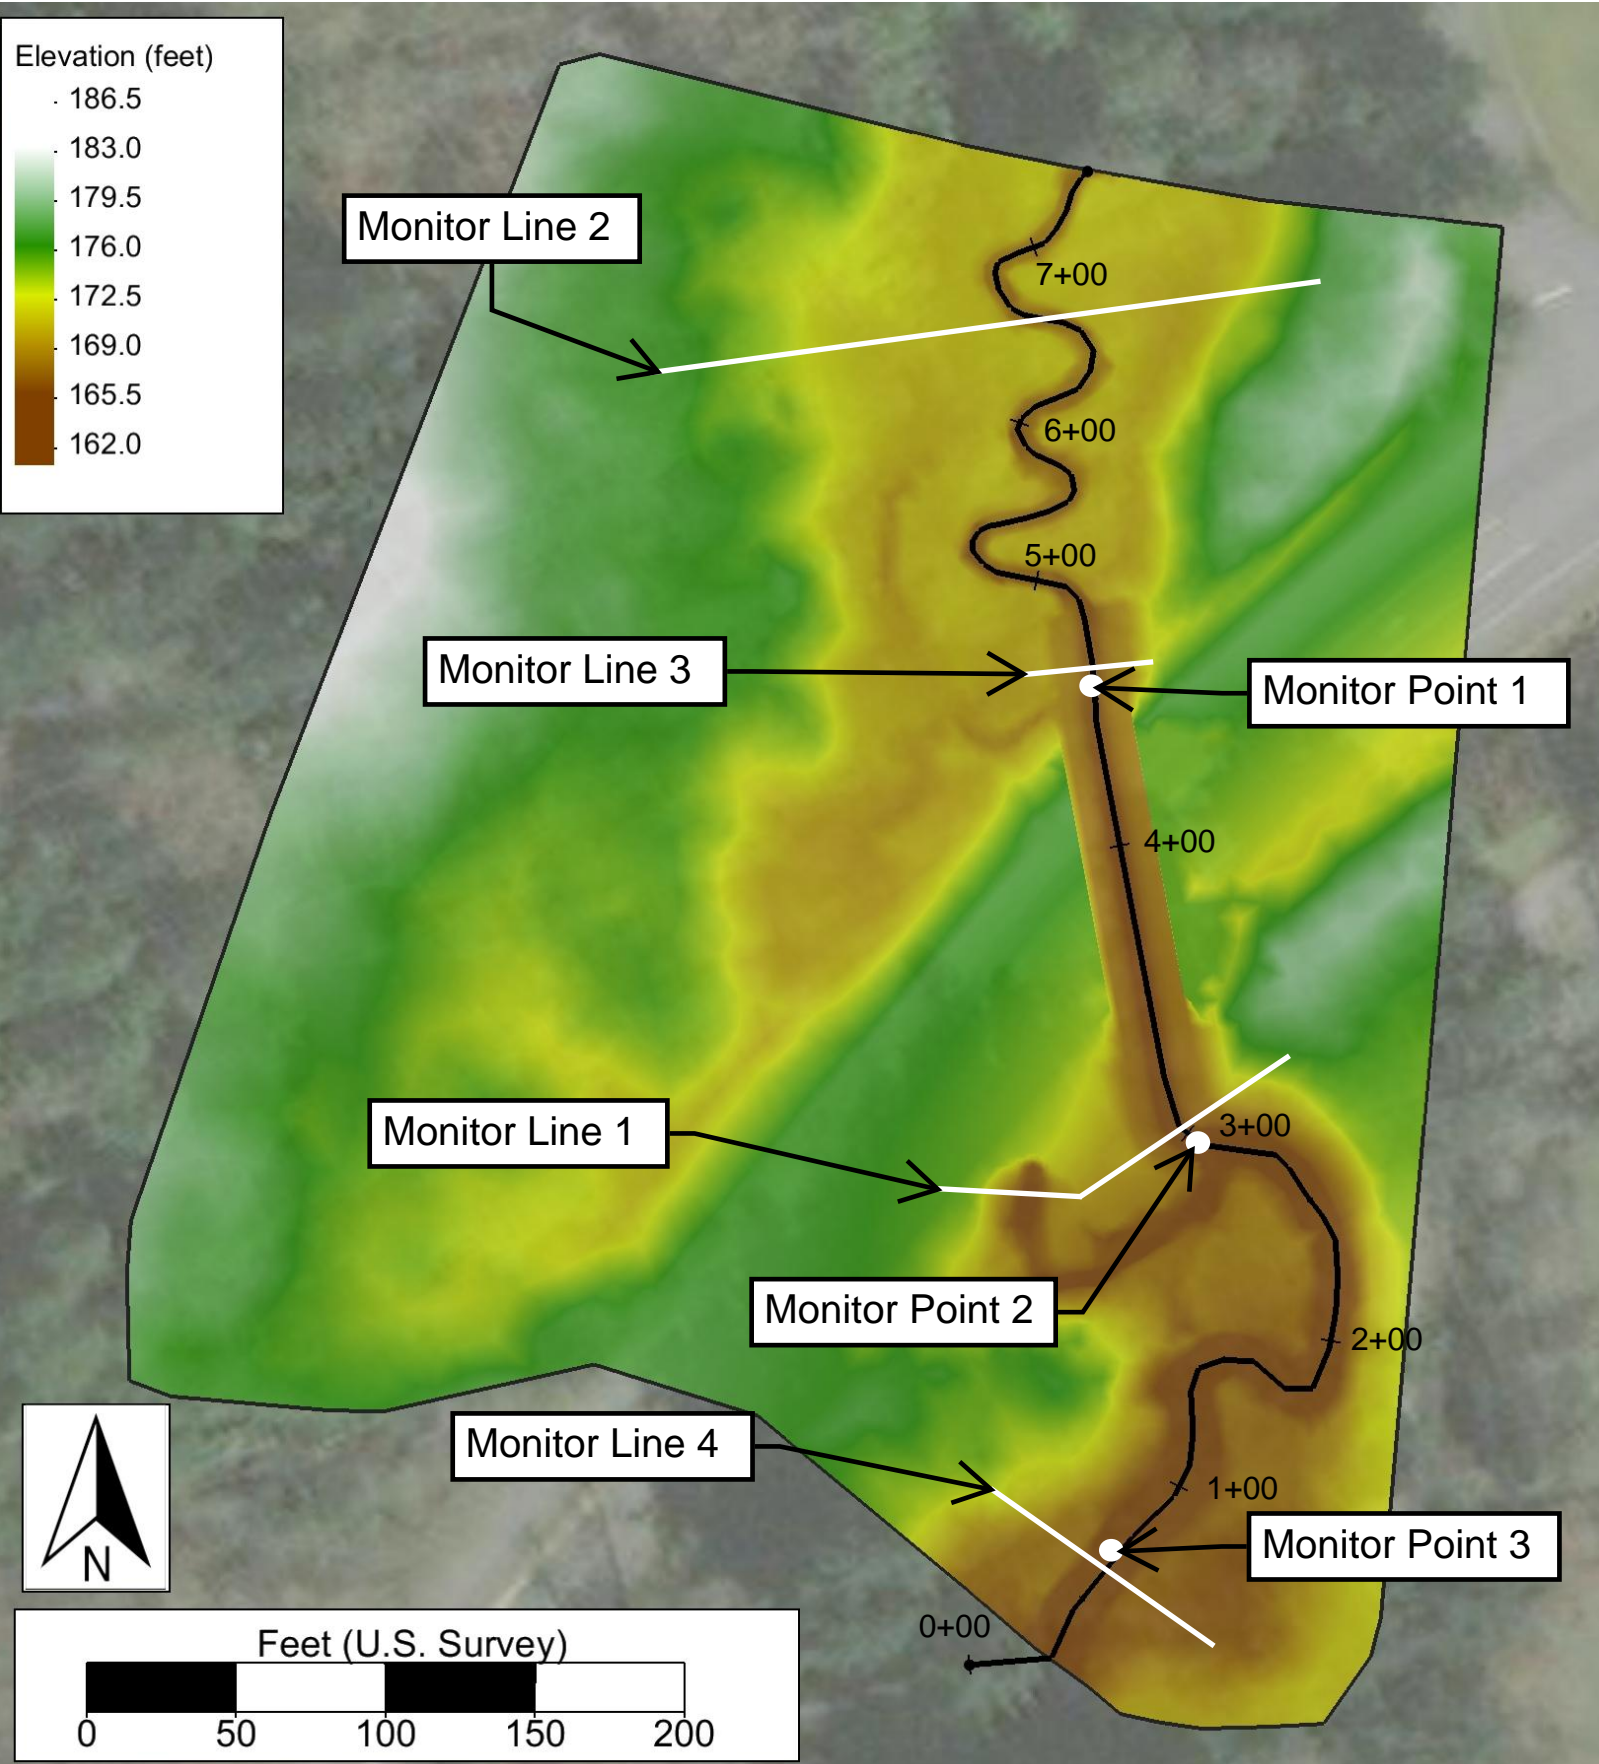 Elevation (feet)
186.5
183.0
179.5
176.0
172.5
169.0
165.5
162.0
Monitor Line 2
7+00
6+00
5+00
Monitor Line 3
Monitor Point 1
4+00
Monitor Line 1
3+00
Monitor Point 2
2+00
Monitor Line 4
1+00
Monitor Point 3
0+00
N
Feet (U.S. Survey)
0 50 100 150 200